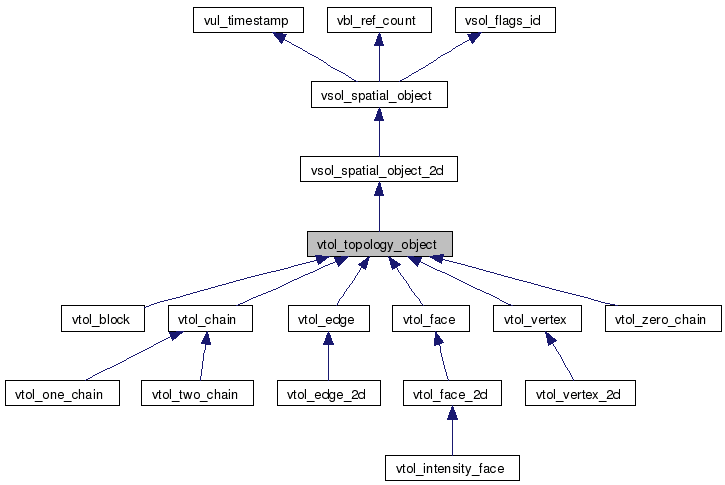 vul_timestamp
vbl_ref_count
vsol_flags_id
vsol_spatial_object
vsol_spatial_object_2d
vtol_topology_object
vtol_block
vtol_chain
vtol_edge
vtol_face
vtol_vertex
vtol_zero_chain
vtol_one_chain
vtol_two_chain
vtol_edge_2d
vtol_face_2d
vtol_vertex_2d
vtol_intensity_face